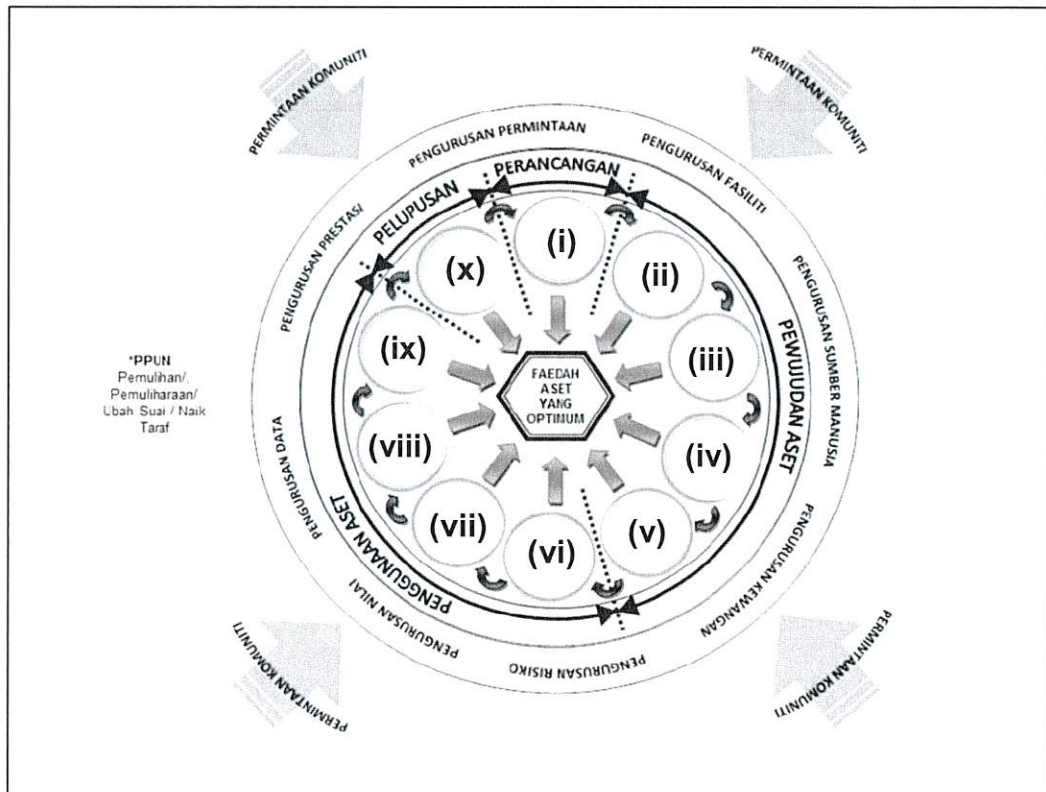 PERMINTAAN KOMUNITI
PERMINTAAN KOMUNITI
PENGURUSAN PERMINTAAN
PENGURUSAN FASILITI
PENGURUSAN SUMBER MANUSIA
PENGURUSAN KEWANGAN
PENGURUSAN RISIKO
PENGURUSAN NILAI
PENGURUSAN DATA
PENGURUSAN PRESTASI
PERANCANGAN
PEWUJUDAN ASET
PENGGUNAAN ASET
PELUPUSAN
(i)
(ii)
(iii)
(iv)
(v)
(vi)
(vii)
(viii)
(ix)
(x)
FAEDAH
ASET
YANG
OPTIMUM
*PPUN
Pemulihan/
Pemuliharaan/
Ubah Suai / Naik
Taraf
PERMINTAAN KOMUNITI
PERMINTAAN KOMUNITI